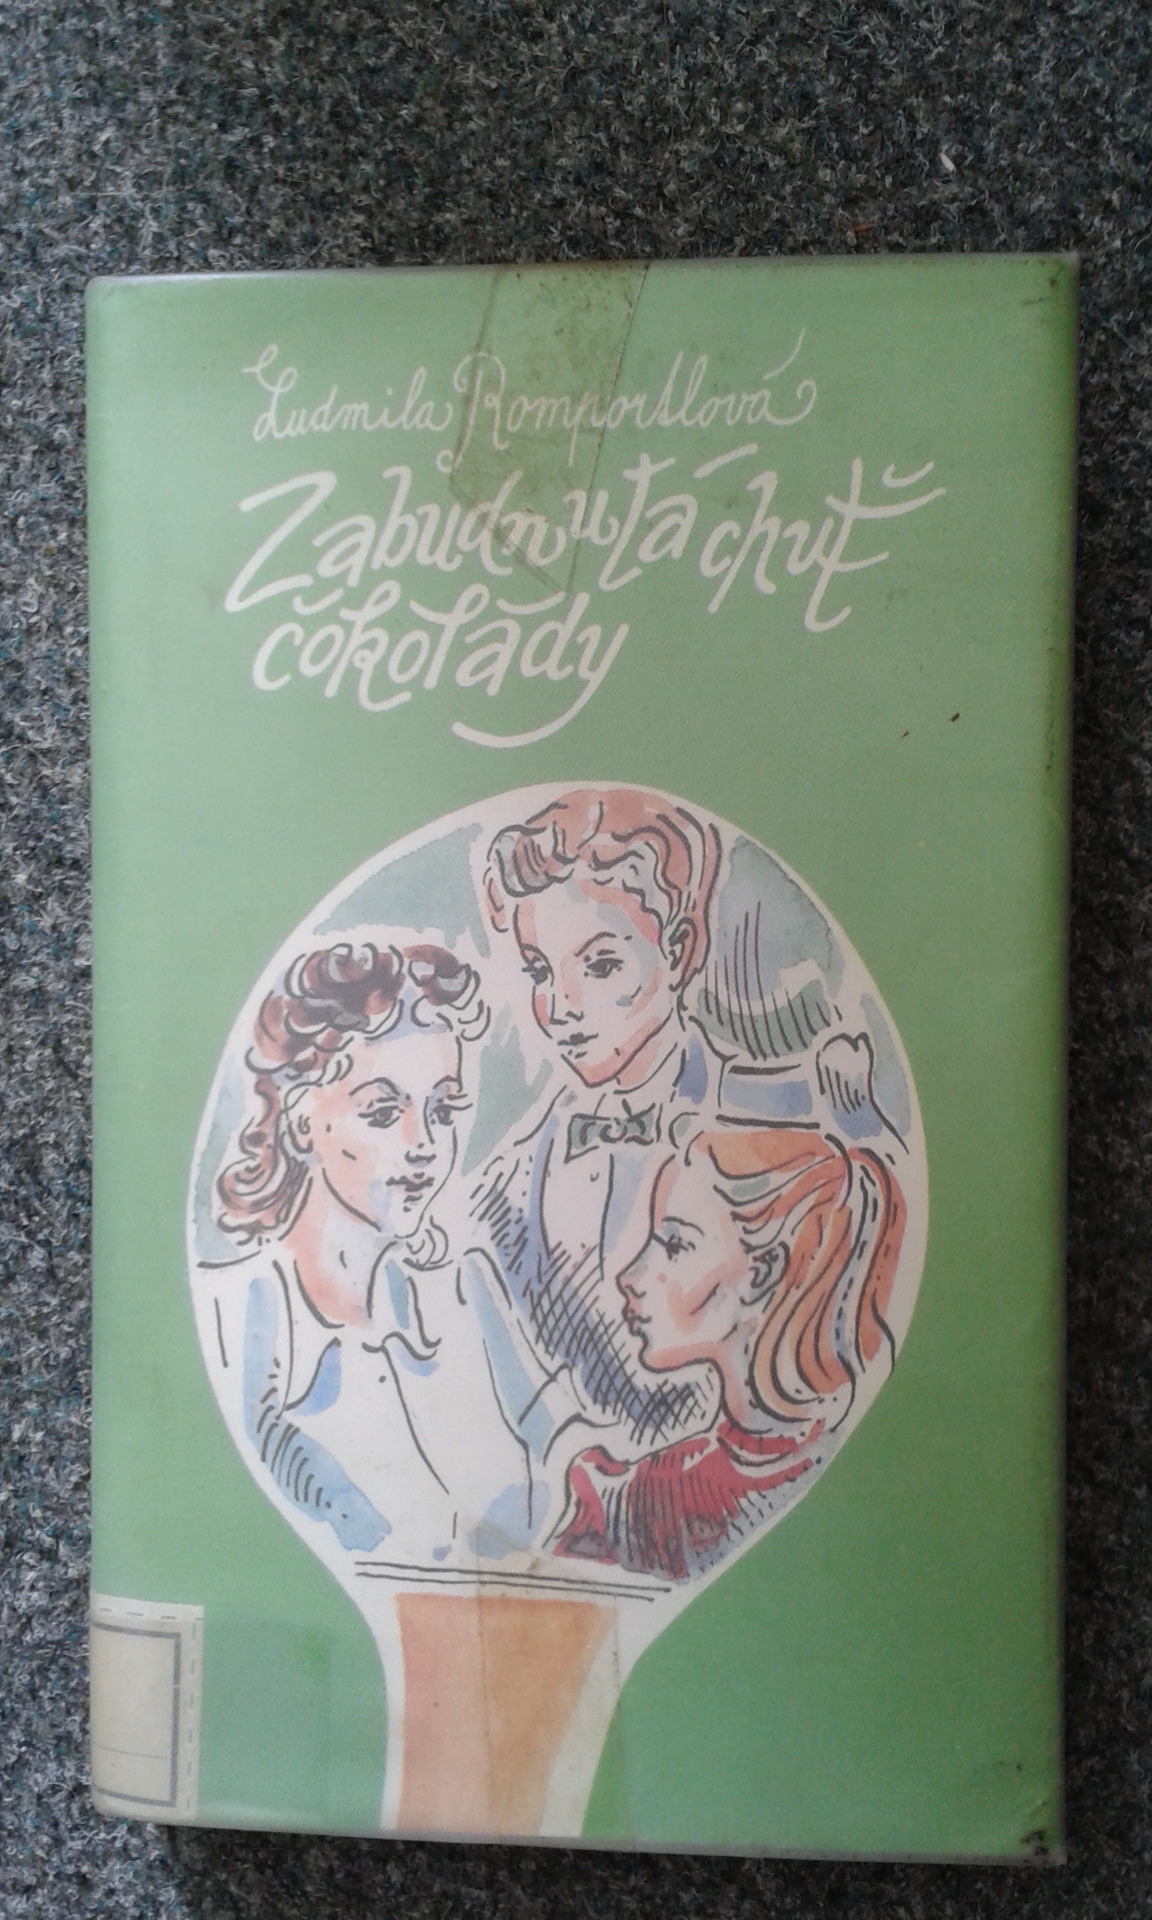 Ludmila Romportlová
Zabudnutá chuť
čokolády